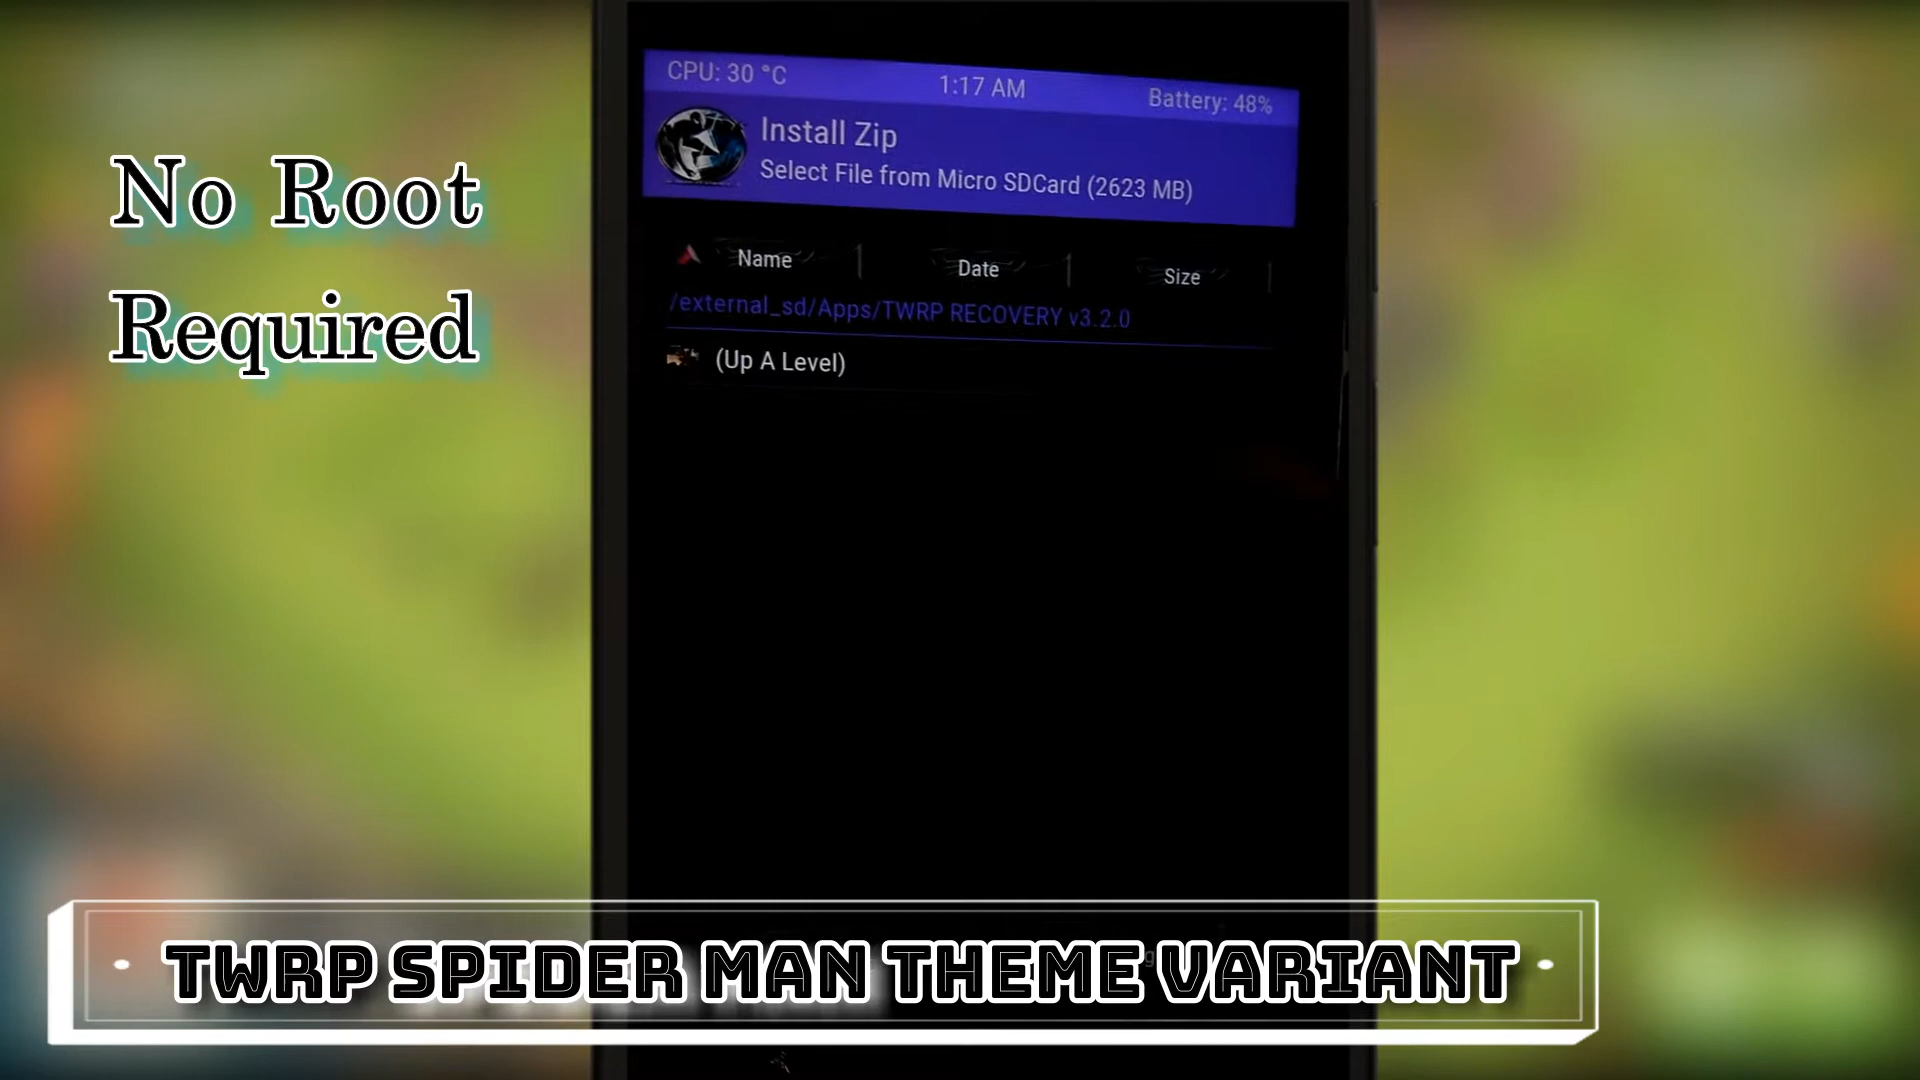 No Root
Required
CPU: 30 °C
1:17 AM
Battery: 48%
Install Zip
Select File from Micro SDCard (2623 MB)
Name
Date
Size
/external_sd/Apps/TWRP RECOVERY v3.2.0
(Up A Level)
TWRP SPIDER MAN THEME VARIANT